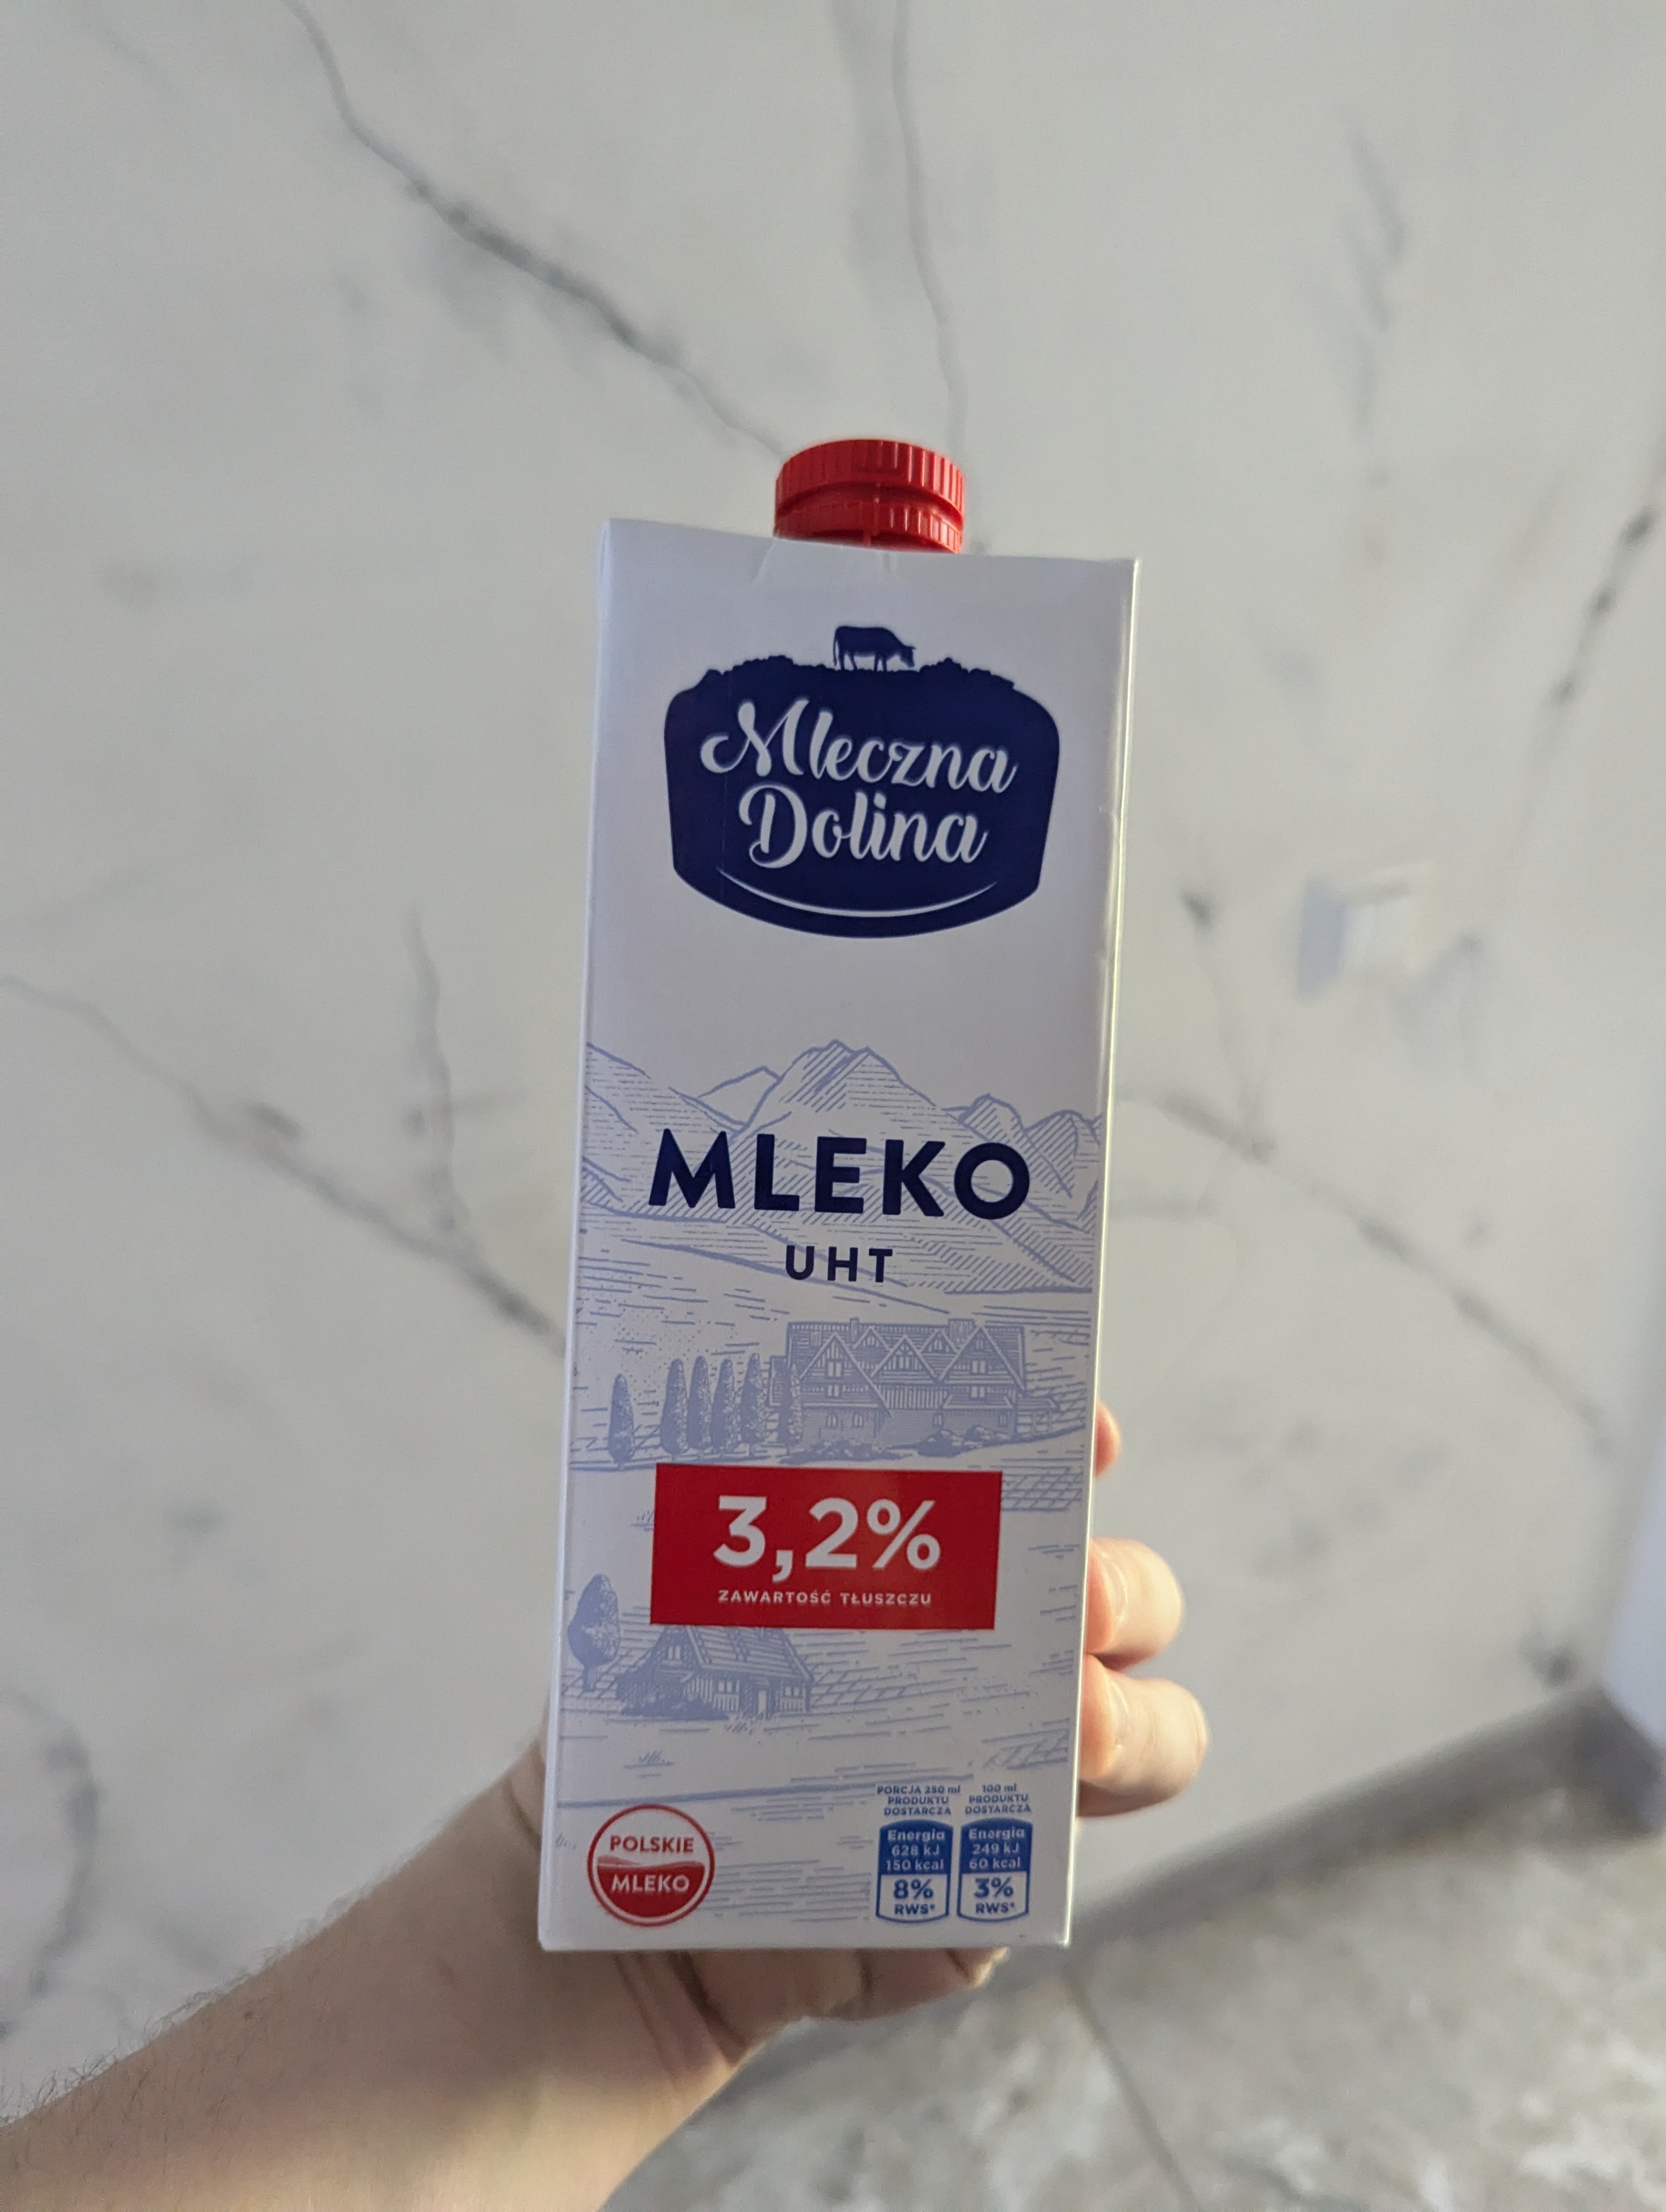 Mleczna
Dolina
MLEKO
UHT
3,2%
ZAWARTOŚĆ TŁUSZCZU
POLSKIE
MLEKO
PORCJA 250 ml
PRODUKTU
DOSTARCZA
Energia
628 kJ
150 kcal
8%
RWS*
100 ml
PRODUKTU
DOSTARCZA
Energia
249 kJ
60 kcal
3%
RWS*